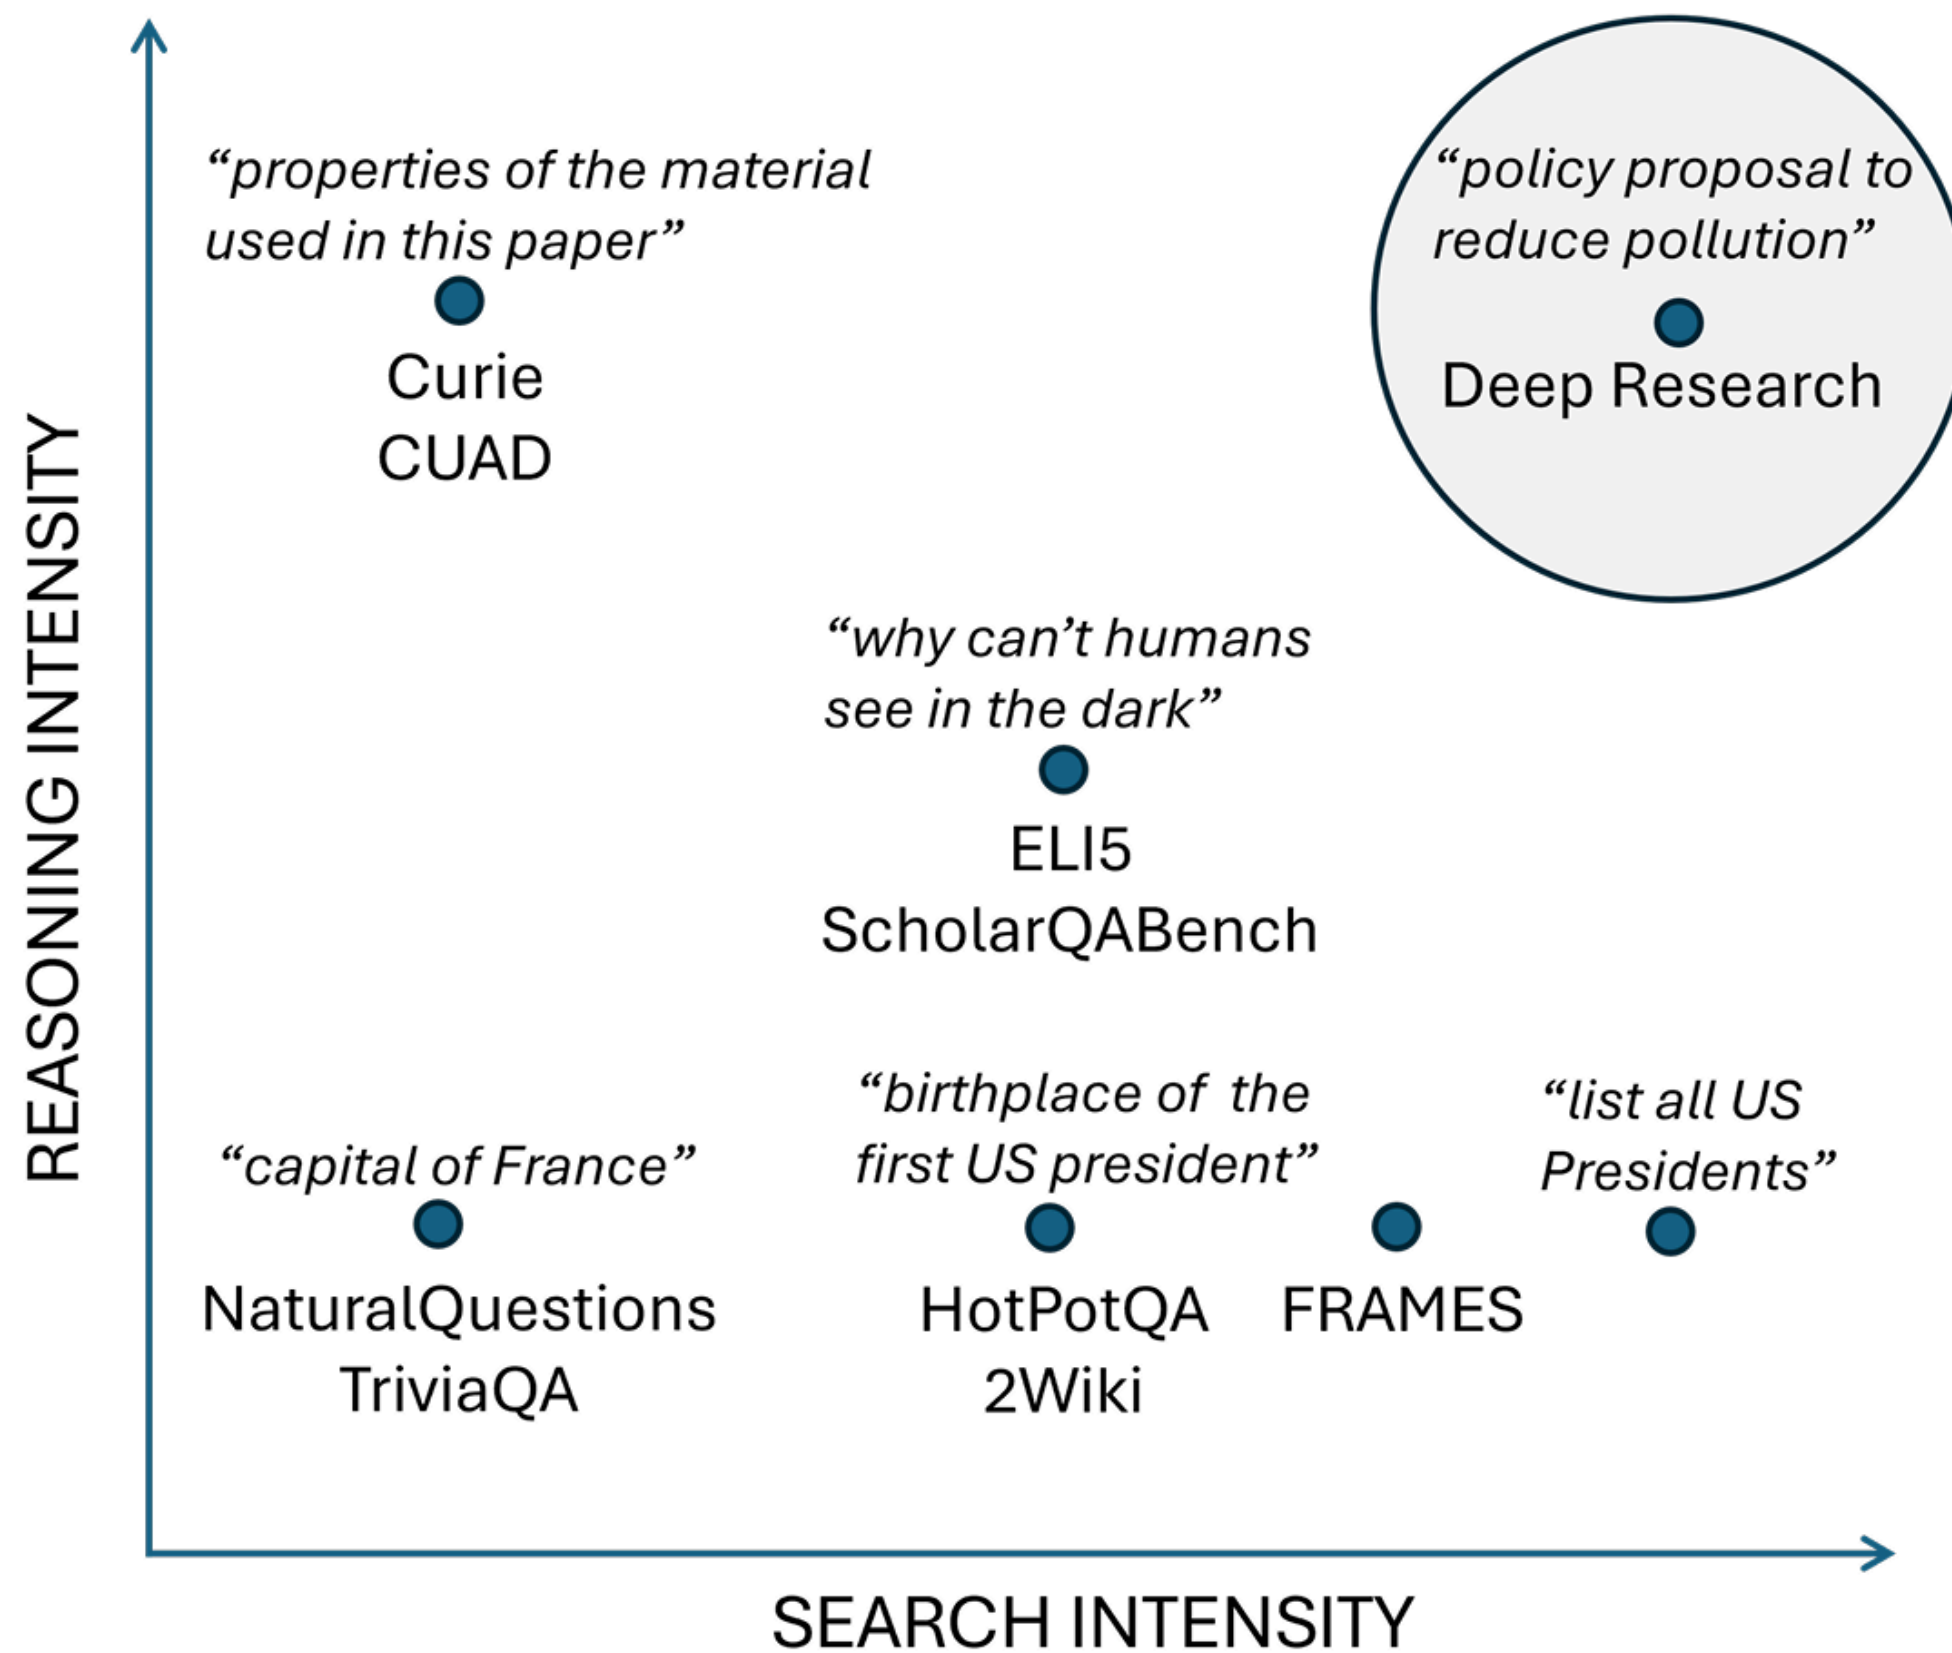 “properties of the material
used in this paper”
Curie
CUAD
“policy proposal to
reduce pollution”
Deep Research
“why can’t humans
see in the dark”
ELI5
ScholarQABench
“capital of France”
NaturalQuestions
TriviaQA
“birthplace of the
first US president”
HotPotQA
2Wiki
FRAMES
“list all US
Presidents”
REASONING INTENSITY
SEARCH INTENSITY